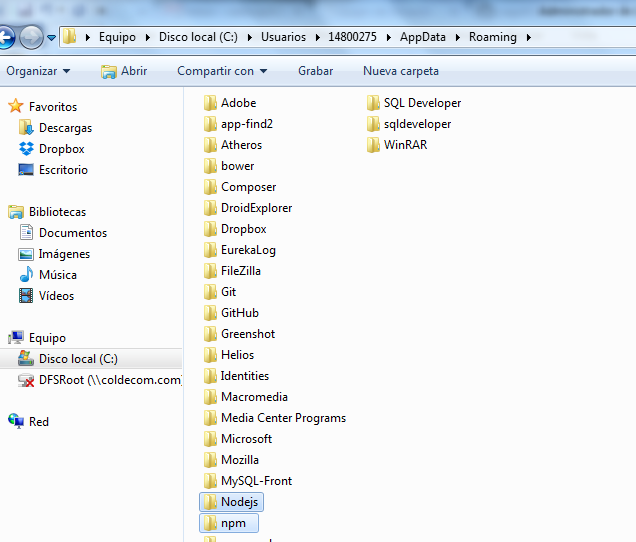 Equipo Disco local (C:) Usuarios 14800275 AppData Roaming
Organizar Abrir Compartir con Grabar Nueva carpeta
Favoritos
Descargas
Dropbox
Escritorio
Bibliotecas
Documentos
Imágenes
Música
Vídeos
Equipo
Disco local (C:)
DFSRoot (\\coldecom.com)
Red
Adobe
app-find2
Atheros
bower
Composer
DroidExplorer
Dropbox
EurekaLog
FileZilla
Git
GitHub
Greenshot
Helios
Identities
Macromedia
Media Center Programs
Microsoft
Mozilla
MySQL-Front
Nodejs
npm
SQL Developer
sqldeveloper
WinRAR